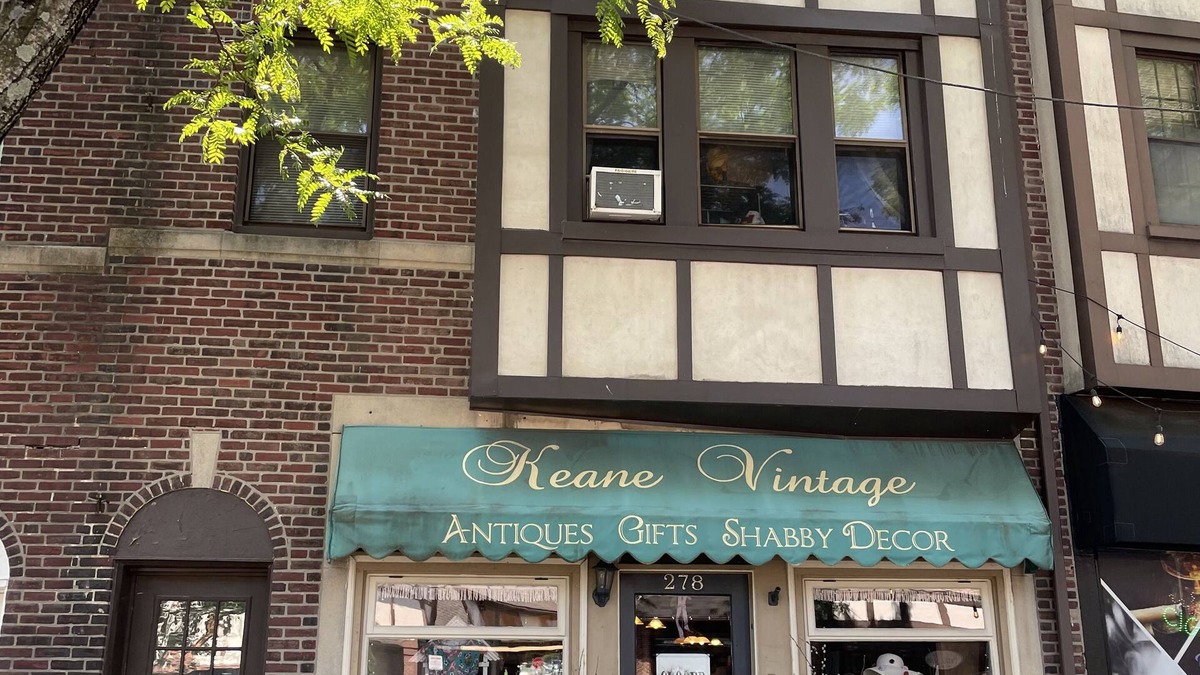 Keane Vintage
Antiques Gifts Shabby Decor
278